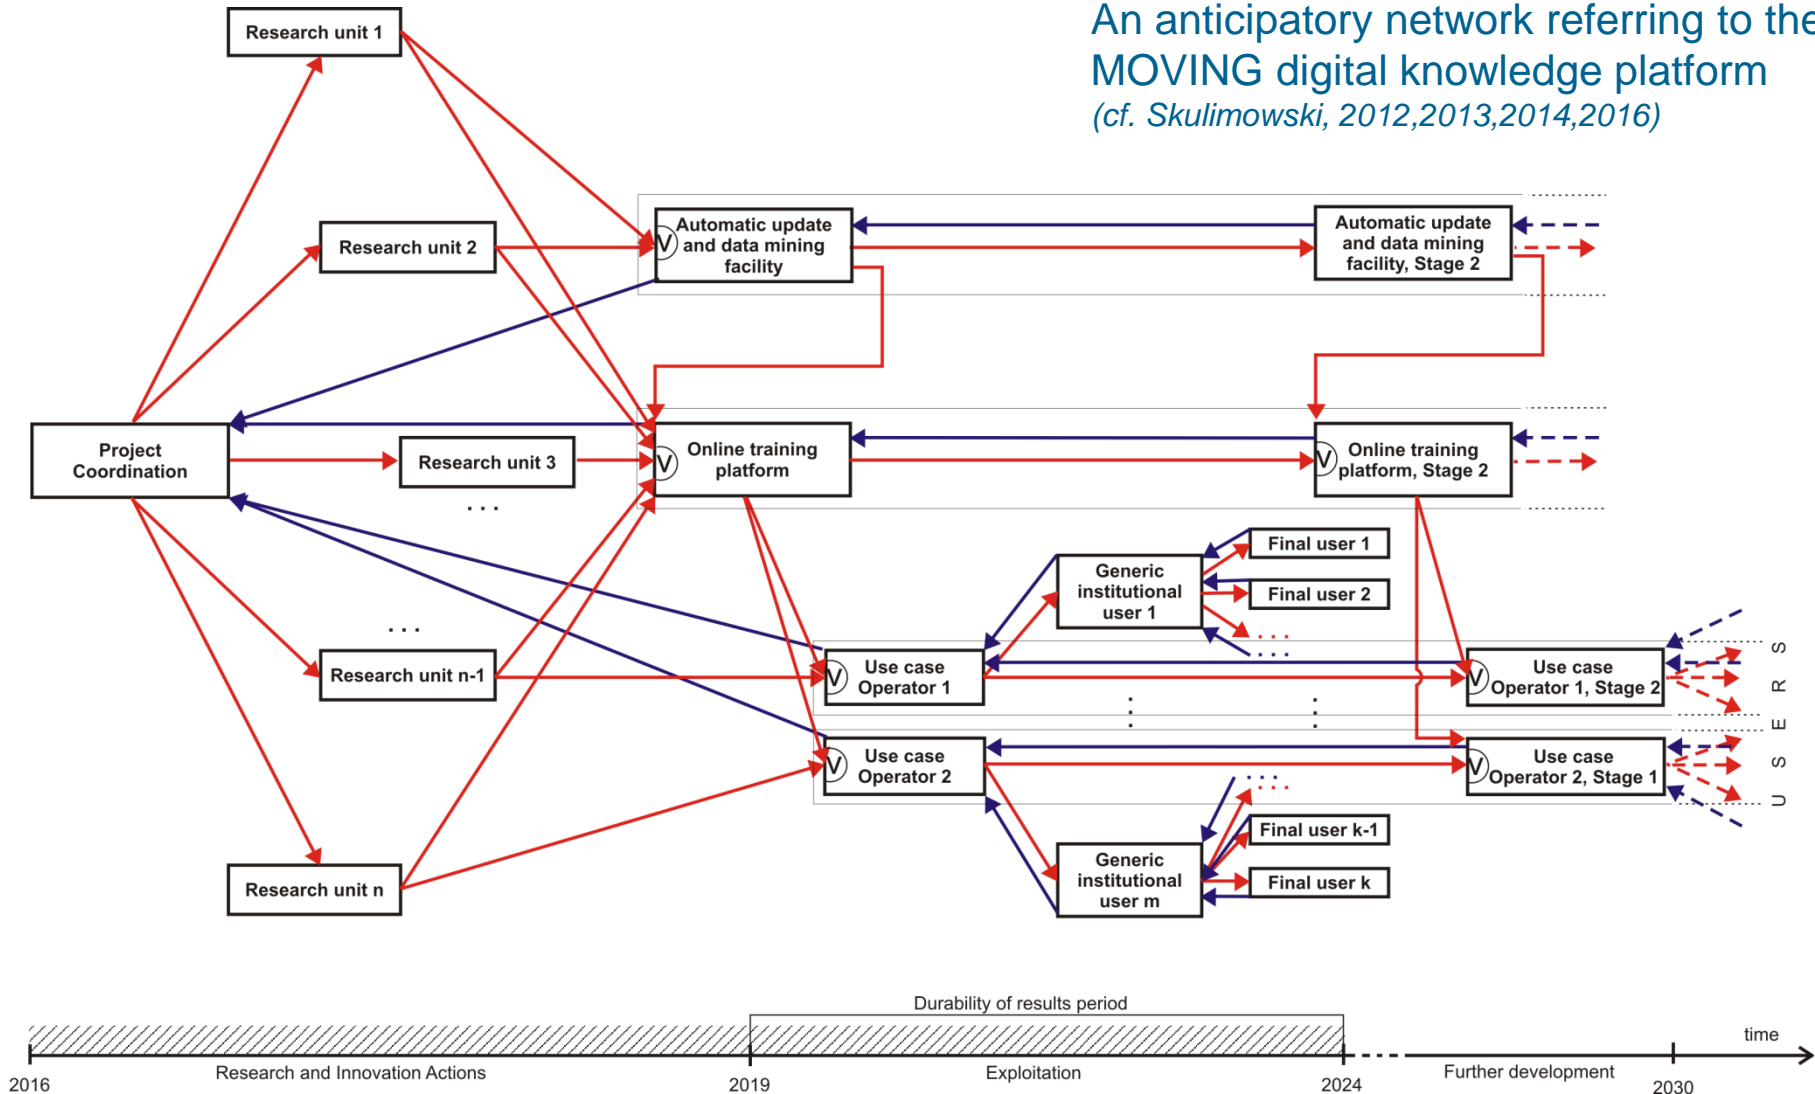 An anticipatory network referring to the
MOVING digital knowledge platform
(cf. Skulimowski, 2012,2013,2014,2016)
Research unit 1
Research unit 2
Automatic update
and data mining
facility
V
Automatic update
and data mining
facility, Stage 2
Project
Coordination
Research unit 3
. . .
Online training
platform
V
Online training
platform, Stage 2
V
Final user 1
Generic
institutional
user 1
Final user 2
. . .
. . .
. . .
Research unit n-1
Use case
Operator 1
V
Use case
Operator 1, Stage 2
V
Use case
Operator 2
V
Use case
Operator 2, Stage 1
V
U S E R S
. . .
. . .
Final user k-1
Generic
institutional
user m
Final user k
Research unit n
Durability of results period
time
Research and Innovation Actions
Exploitation
Further development
2016
2019
2024
2030